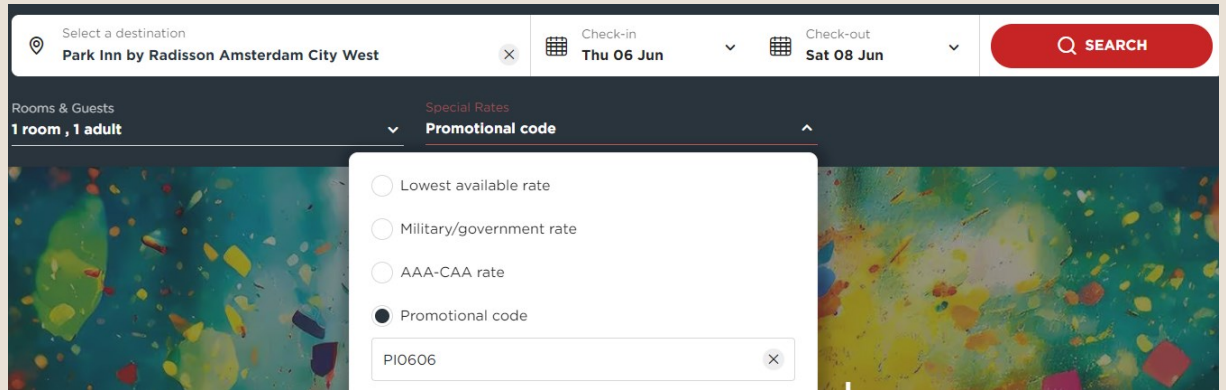 Select a destination
Park Inn by Radisson Amsterdam City West
Check-in
Thu 06 Jun
Check-out
Sat 08 Jun
SEARCH
Rooms & Guests
1 room , 1 adult
Special Rates
Promotional code
Lowest available rate
Military/government rate
AAA-CAA rate
Promotional code
PI0606